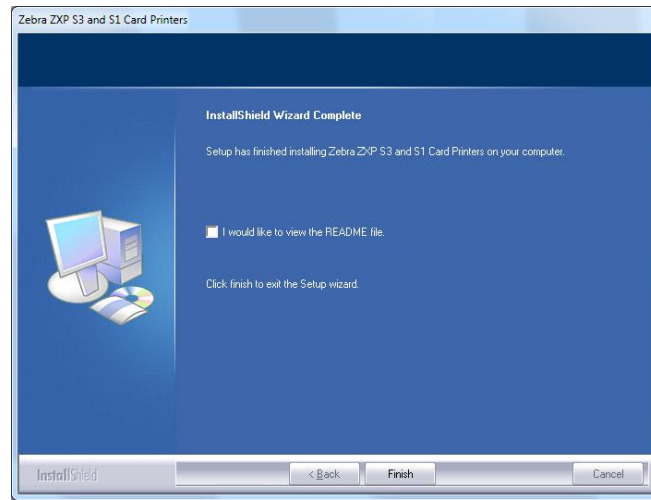 Zebra ZXP S3 and S1 Card Printers
InstallShield Wizard Complete
Setup has finished installing Zebra ZXP S3 and S1 Card Printers on your computer.
I would like to view the README file.
Click finish to exit the Setup wizard.
InstallShield
< Back
Finish
Cancel